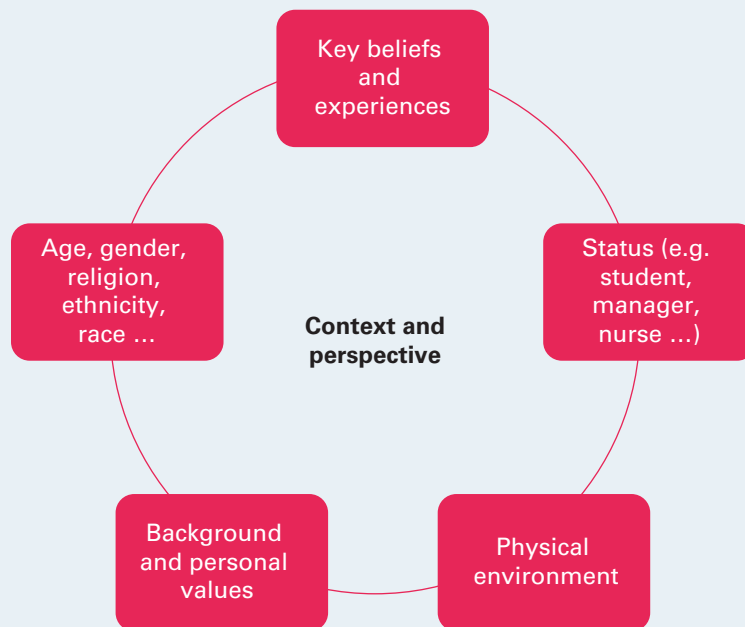 Key beliefs
and
experiences
Age, gender,
religion,
ethnicity,
race ...
Status (e.g.
student,
manager,
nurse ...)
Context and
perspective
Background
and personal
values
Physical
environment